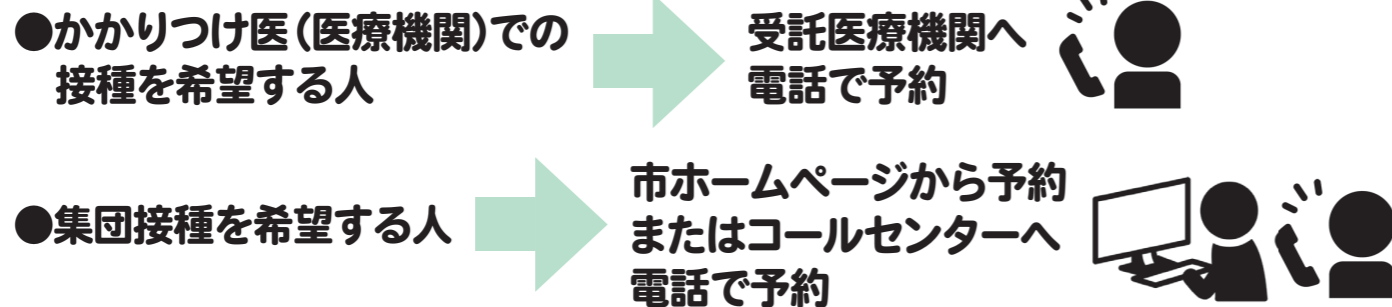 ●かかりつけ医(医療機関)での
接種を希望する人
受託医療機関へ
電話で予約
●集団接種を希望する人
市ホームページから予約
またはコールセンターへ
電話で予約